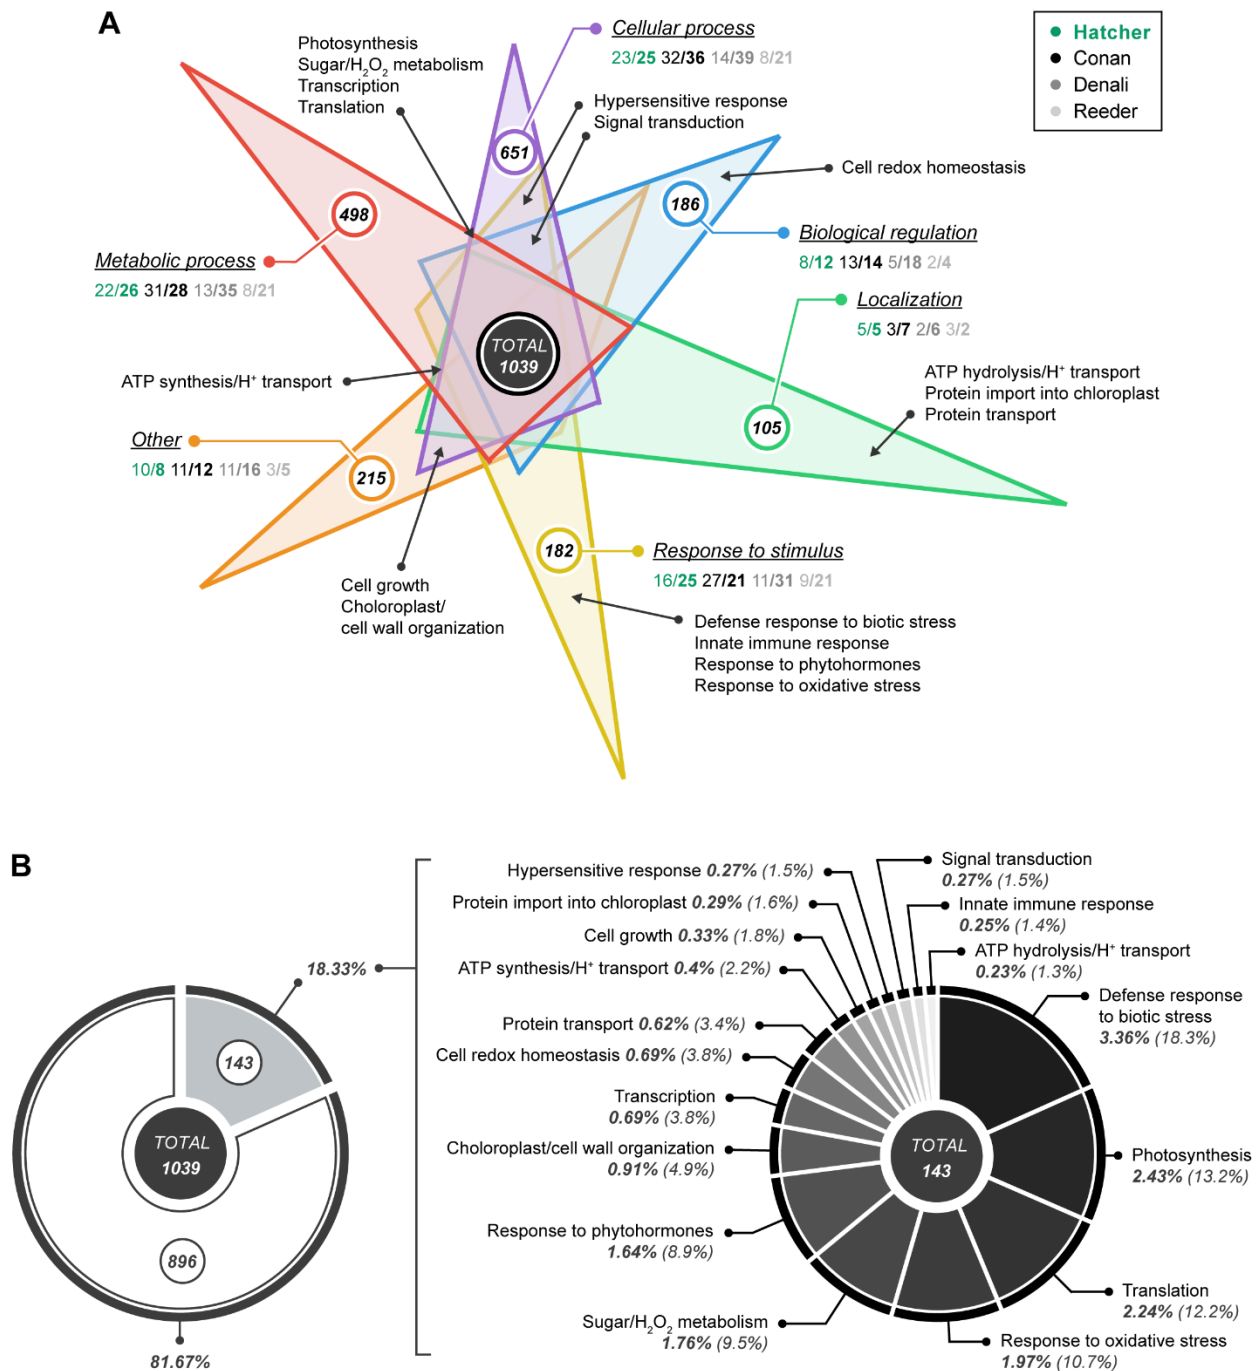 A
Hatcher
Conan
Denali
Reeder
Cellular process
23/25 32/36 14/39 8/21
Photosynthesis
Sugar/H₂O₂ metabolism
Transcription
Translation
Hypersensitive response
Signal transduction
651
Cell redox homeostasis
186
498
Biological regulation
8/12 13/14 5/18 2/4
Metabolic process
22/26 31/28 13/35 8/21
Localization
5/5 3/7 2/6 3/2
TOTAL
1039
ATP synthesis/H⁺ transport
ATP hydrolysis/H⁺ transport
Protein import into chloroplast
Protein transport
105
Other
10/8 11/12 11/16 3/5
215
182
Response to stimulus
16/25 27/21 11/31 9/21
Cell growth
Choloroplast/
cell wall organization
Defense response to biotic stress
Innate immune response
Response to phytohormones
Response to oxidative stress
B
18.33%
143
TOTAL
1039
896
81.67%
Hypersensitive response 0.27% (1.5%)
Protein import into chloroplast 0.29% (1.6%)
Cell growth 0.33% (1.8%)
ATP synthesis/H⁺ transport 0.4% (2.2%)
Protein transport 0.62% (3.4%)
Cell redox homeostasis 0.69% (3.8%)
Transcription
0.69% (3.8%)
Choloroplast/cell wall organization
0.91% (4.9%)
Response to phytohormones
1.64% (8.9%)
Sugar/H₂O₂ metabolism
1.76% (9.5%)
Signal transduction
0.27% (1.5%)
Innate immune response
0.25% (1.4%)
ATP hydrolysis/H⁺ transport
0.23% (1.3%)
Defense response
to biotic stress
3.36% (18.3%)
Photosynthesis
2.43% (13.2%)
Translation
2.24% (12.2%)
Response to oxidative stress
1.97% (10.7%)
TOTAL
143